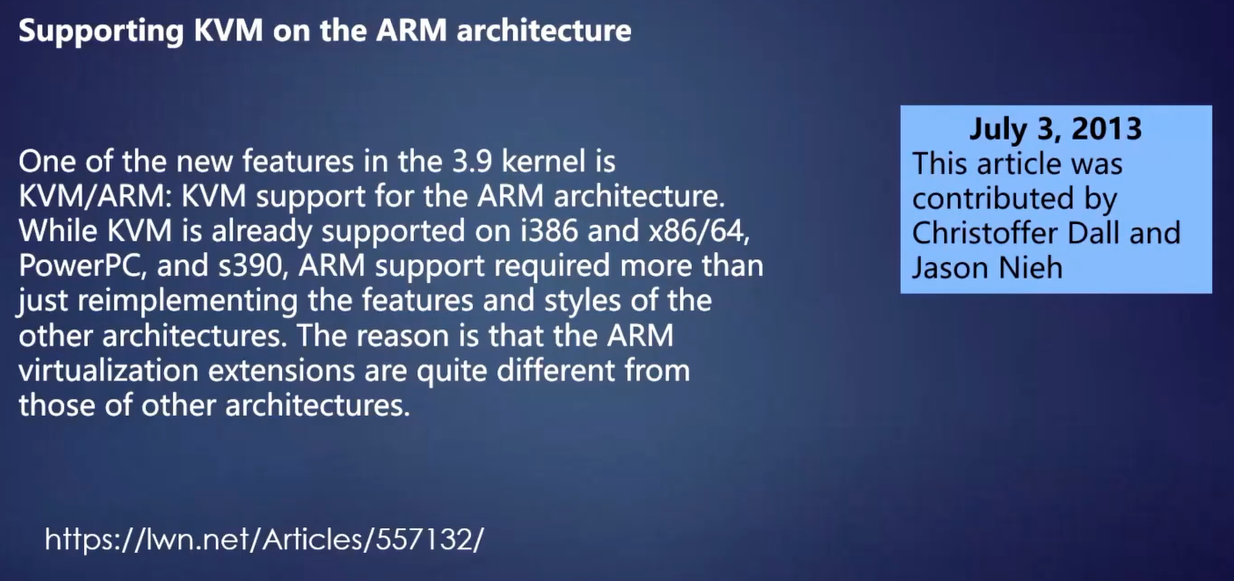 Supporting KVM on the ARM architecture
One of the new features in the 3.9 kernel is
KVM/ARM: KVM support for the ARM architecture.
While KVM is already supported on i386 and x86/64,
PowerPC, and s390, ARM support required more than
just reimplementing the features and styles of the
other architectures. The reason is that the ARM
virtualization extensions are quite different from
those of other architectures.
July 3, 2013
This article was
contributed by
Christoffer Dall and
Jason Nieh
https://lwn.net/Articles/557132/